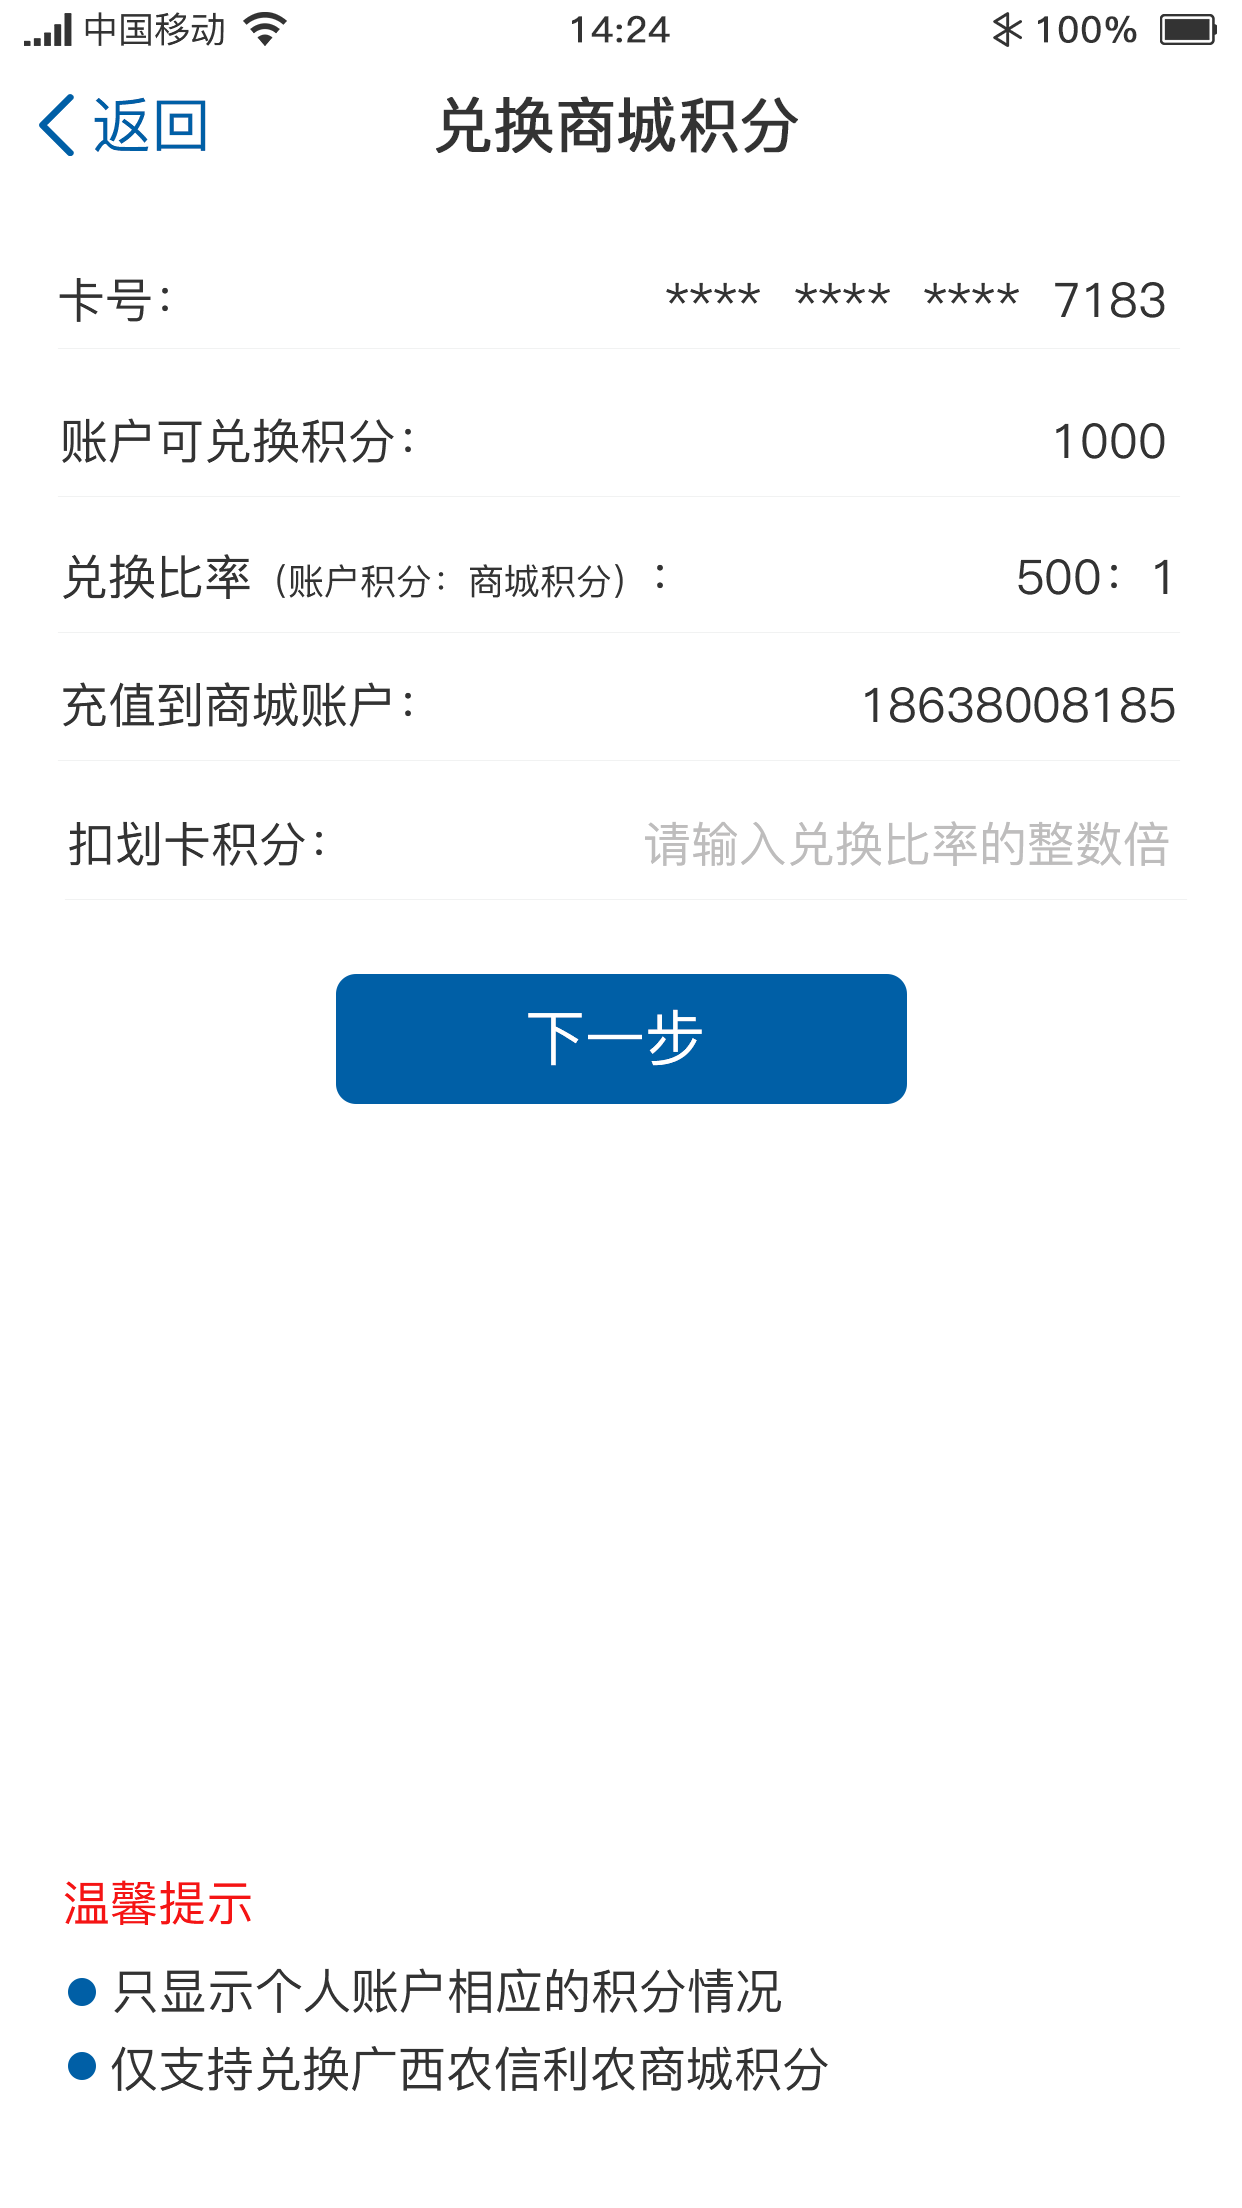 中国移动 14:24 100%
返回 兑换商城积分
卡号： **** **** **** 7183
账户可兑换积分： 1000
兑换比率（账户积分：商城积分）： 500：1
充值到商城账户： 18638008185
扣划卡积分： 请输入兑换比率的整数倍
下一步
温馨提示
只显示个人账户相应的积分情况
仅支持兑换广西农信利农商城积分